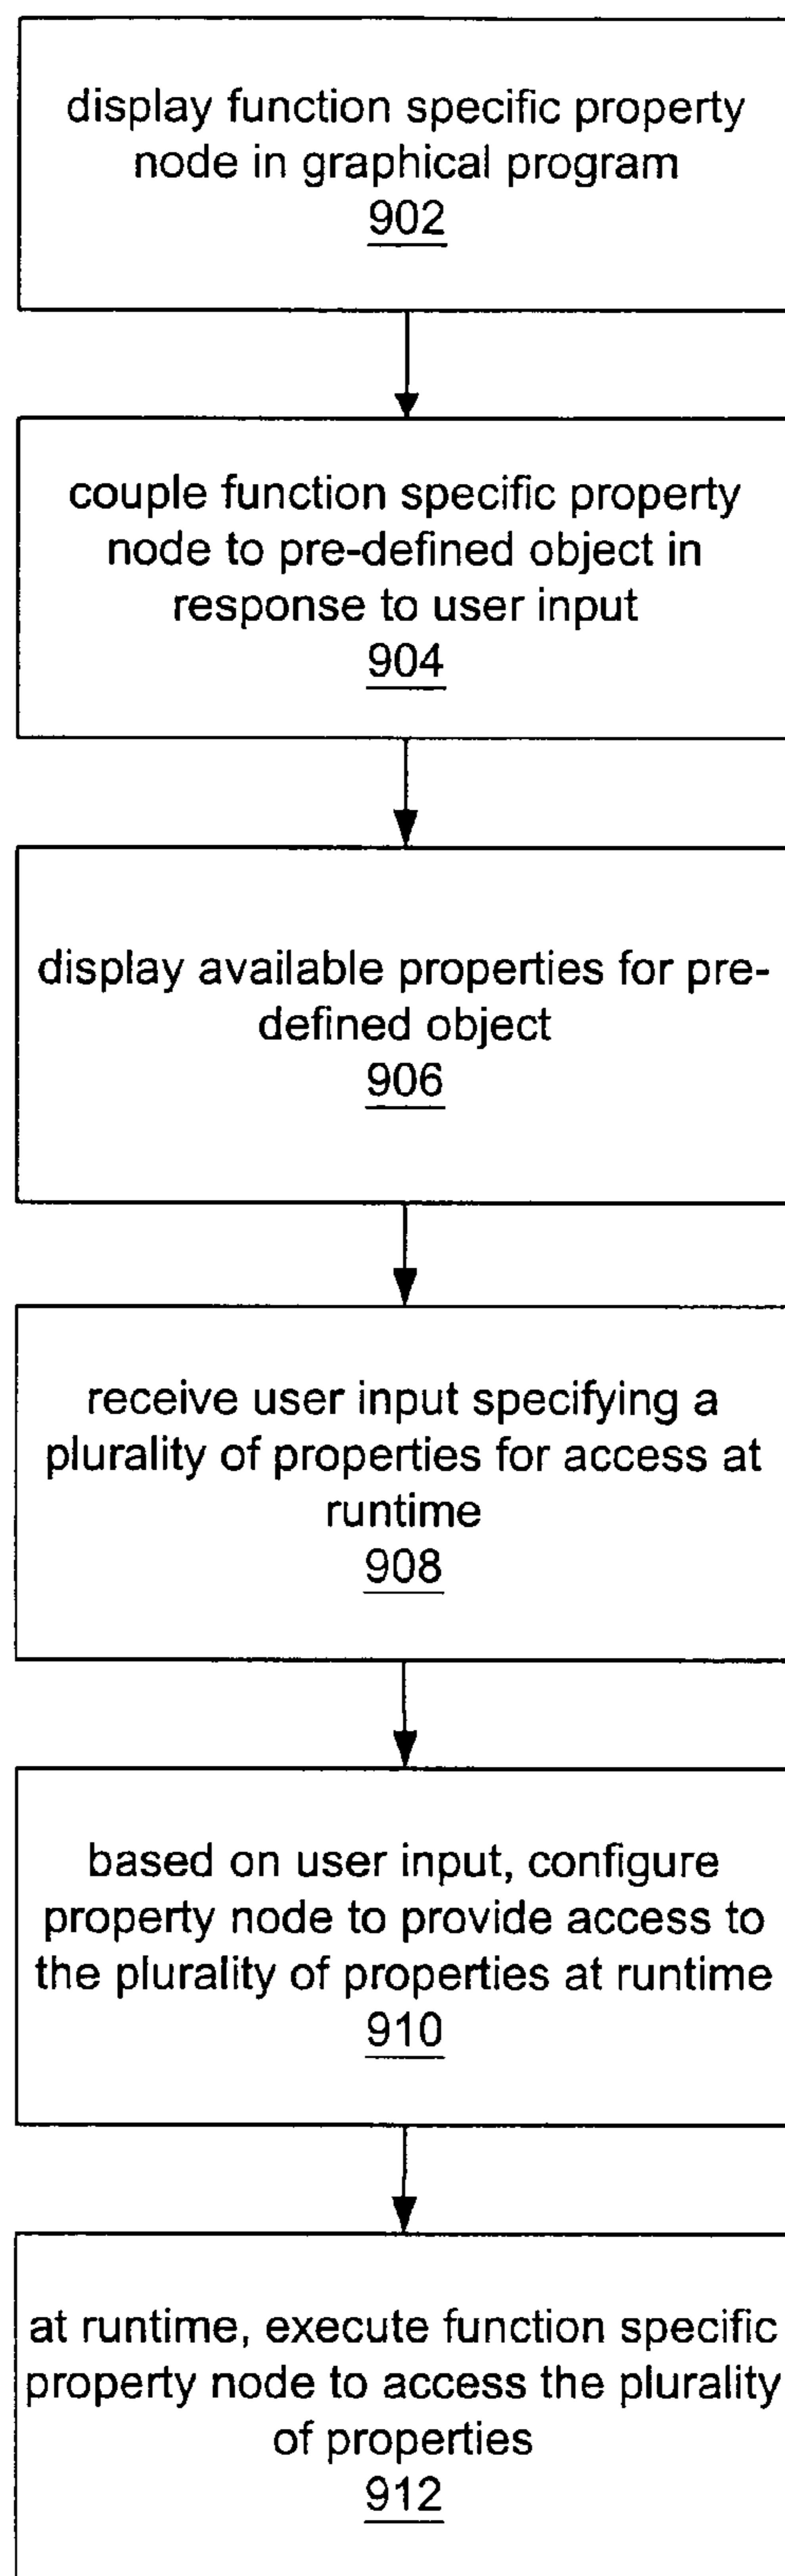 display function specific property
node in graphical program
902
couple function specific property
node to pre-defined object in
response to user input
904
display available properties for pre-
defined object
906
receive user input specifying a
plurality of properties for access at
runtime
908
based on user input, configure
property node to provide access to
the plurality of properties at runtime
910
at runtime, execute function specific
property node to access the plurality
of properties
912